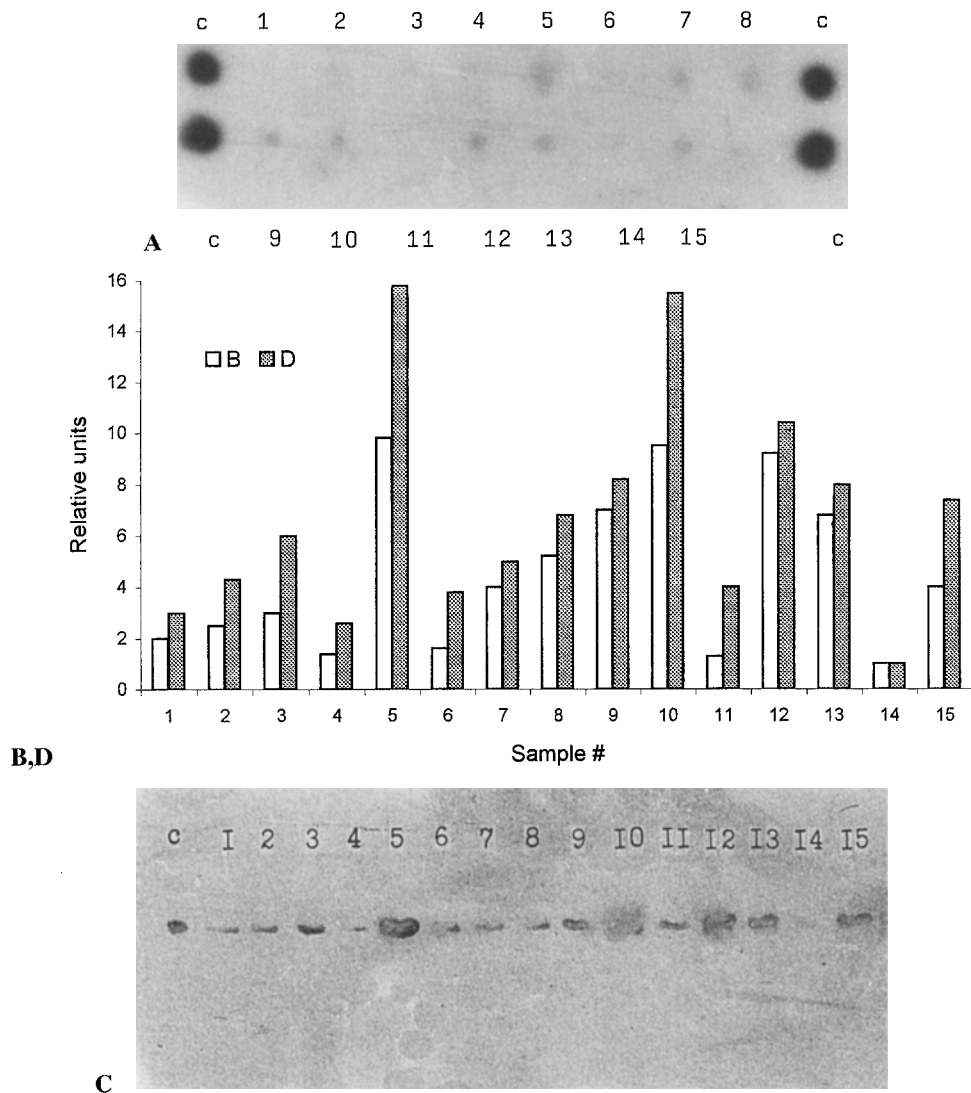 c 1 2 3 4 5 6 7 8 c
A c 9 10 11 12 13 14 15 c
16
14
12
10
8
6
4
2
0
B D
Relative units
1 2 3 4 5 6 7 8 9 10 11 12 13 14 15
Sample #
B,D
c I 2 3 4 5 6 7 8 9 I0 II I2 I3 I4 I5
C